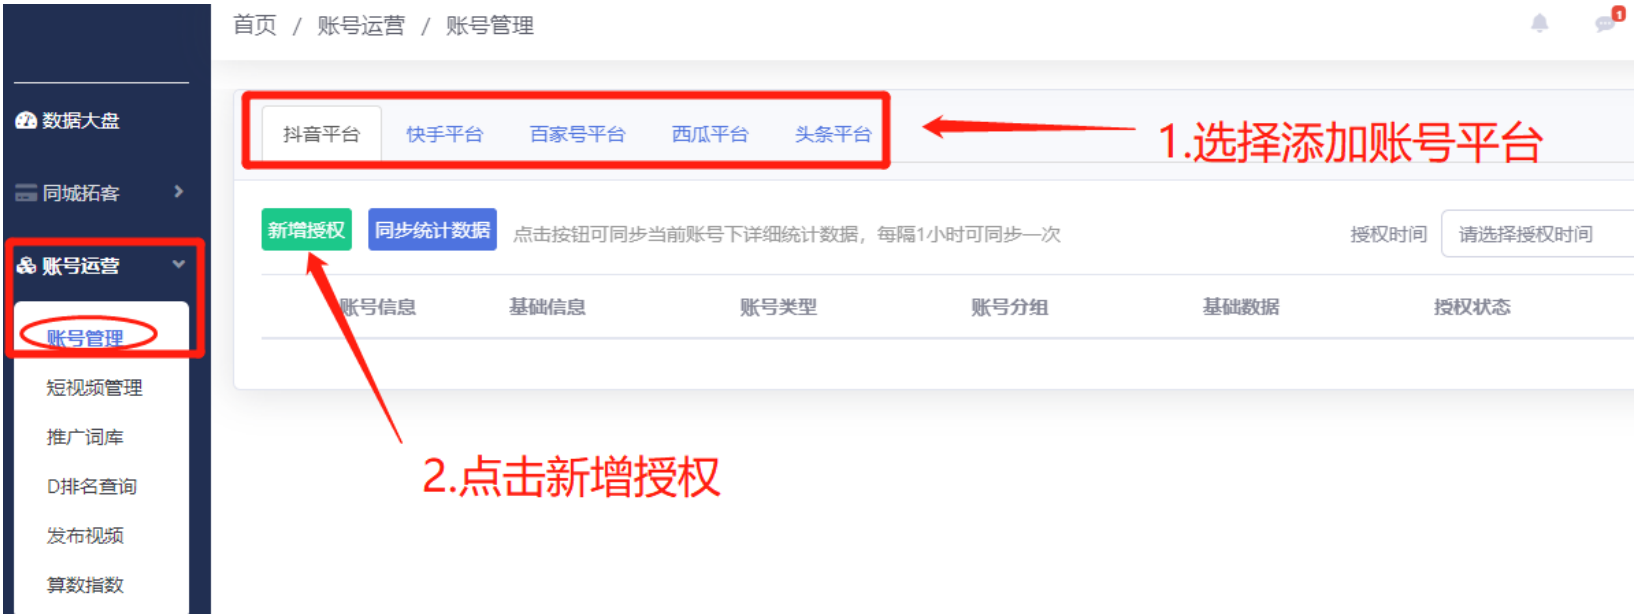 首页 / 账号运营 / 账号管理
1
数据大盘
同城拓客
账号运营
账号管理
短视频管理
推广词库
D排名查询
发布视频
算数指数
抖音平台 快手平台 百家号平台 西瓜平台 头条平台
1.选择添加账号平台
新增授权 同步统计数据 点击按钮可同步当前账号下详细统计数据，每隔1小时可同步一次 授权时间 请选择授权时间
账号信息 基础信息 账号类型 账号分组 基础数据 授权状态
2.点击新增授权